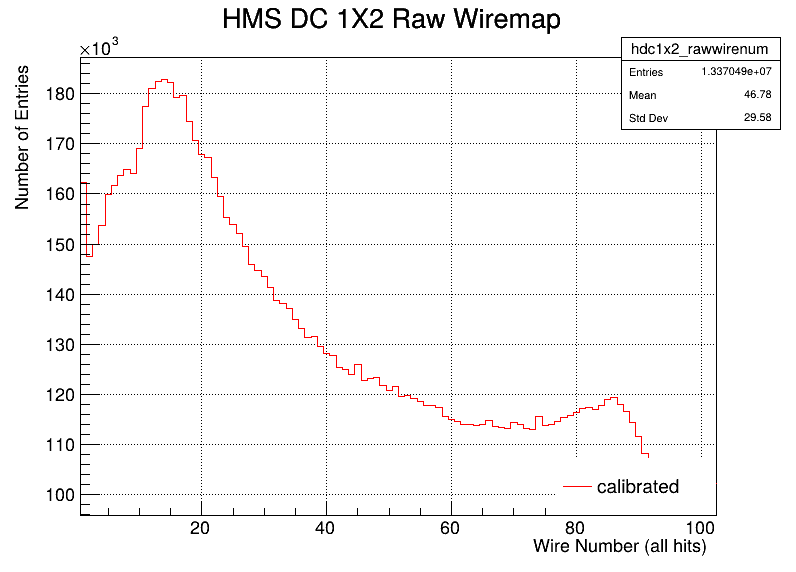 HMS DC 1X2 Raw Wiremap
×10³
hdc1x2_rawwirenum
Entries 1.337049e+07
Mean 46.78
Std Dev 29.58
Number of Entries
180
170
160
150
140
130
120
110
100
calibrated
20 40 60 80 100
Wire Number (all hits)